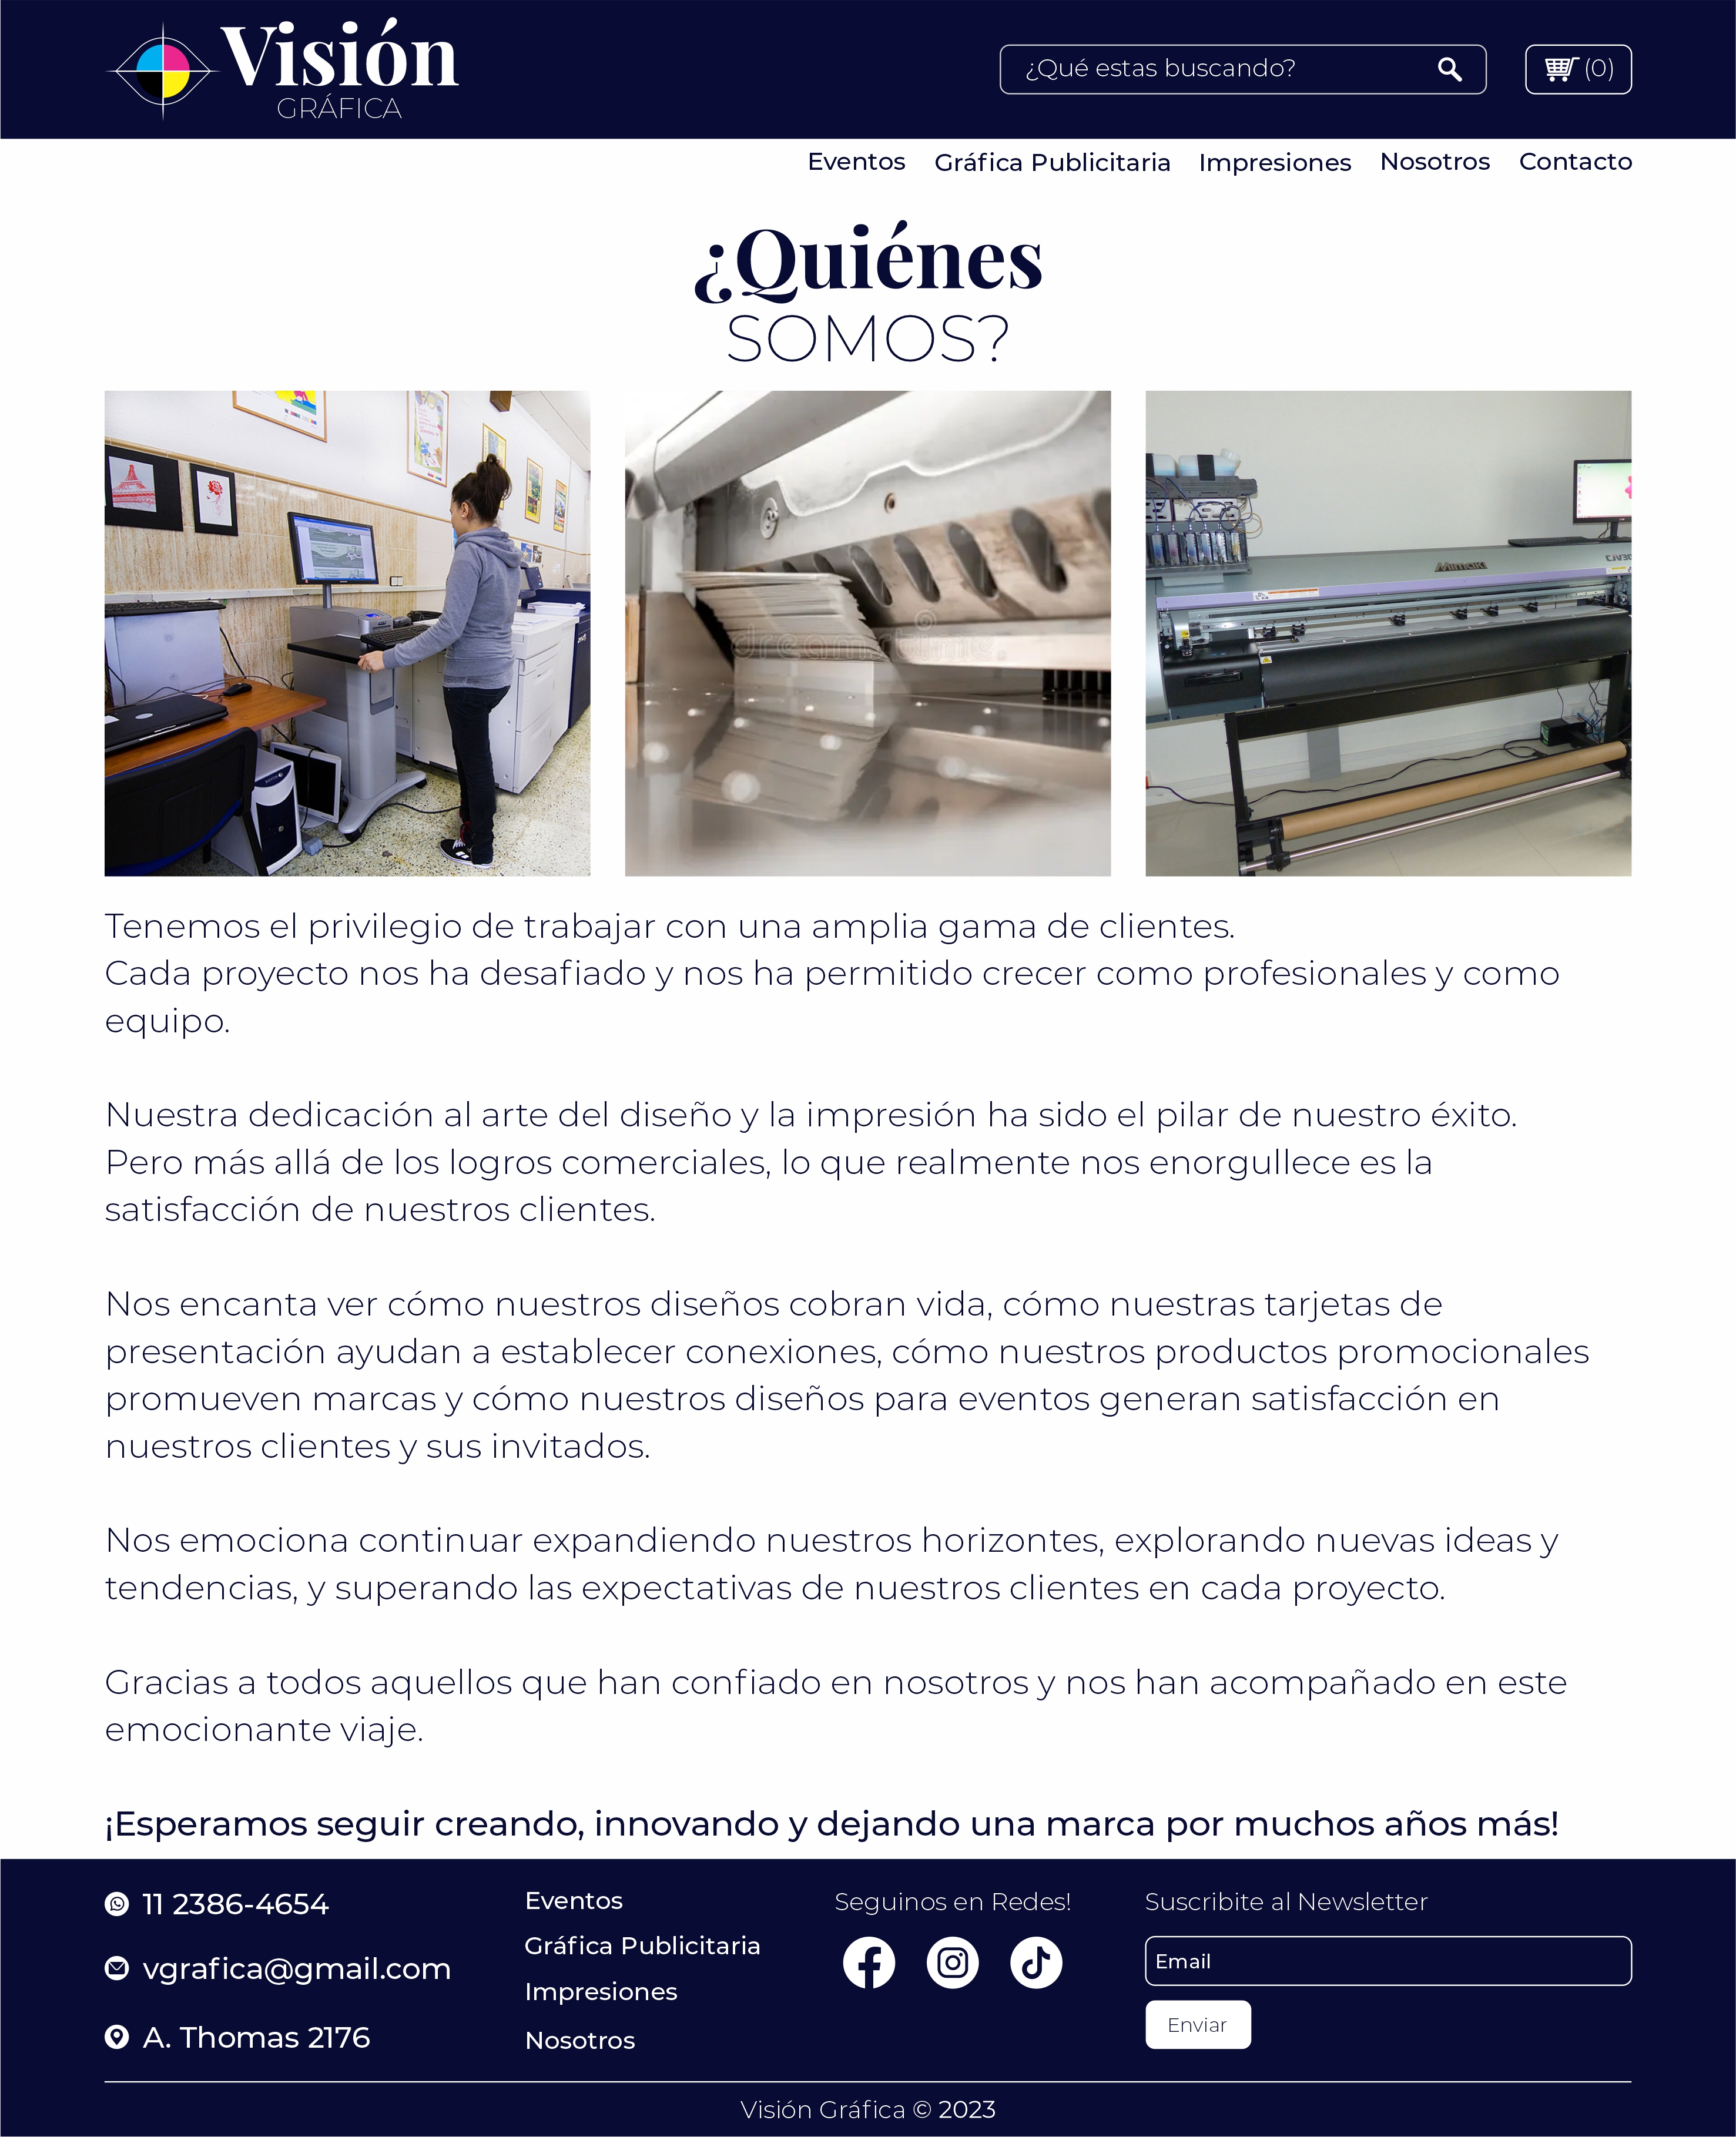 Visión
GRÁFICA
¿Qué estas buscando?
(0)
Eventos Gráfica Publicitaria Impresiones Nosotros Contacto
¿Quiénes
SOMOS?
dreamstime
Mimaki
CJV30
Tenemos el privilegio de trabajar con una amplia gama de clientes.
Cada proyecto nos ha desafiado y nos ha permitido crecer como profesionales y como
equipo.
Nuestra dedicación al arte del diseño y la impresión ha sido el pilar de nuestro éxito.
Pero más allá de los logros comerciales, lo que realmente nos enorgullece es la
satisfacción de nuestros clientes.
Nos encanta ver cómo nuestros diseños cobran vida, cómo nuestras tarjetas de
presentación ayudan a establecer conexiones, cómo nuestros productos promocionales
promueven marcas y cómo nuestros diseños para eventos generan satisfacción en
nuestros clientes y sus invitados.
Nos emociona continuar expandiendo nuestros horizontes, explorando nuevas ideas y
tendencias, y superando las expectativas de nuestros clientes en cada proyecto.
Gracias a todos aquellos que han confiado en nosotros y nos han acompañado en este
emocionante viaje.
¡Esperamos seguir creando, innovando y dejando una marca por muchos años más!
11 2386-4654
vgrafica@gmail.com
A. Thomas 2176
Eventos
Gráfica Publicitaria
Impresiones
Nosotros
Seguinos en Redes!
Suscribite al Newsletter
Email
Enviar
Visión Gráfica © 2023